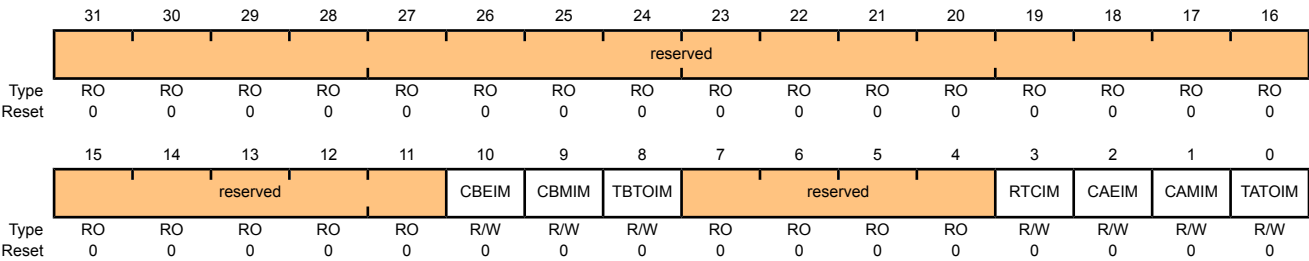 31 30 29 28 27 26 25 24 23 22 21 20 19 18 17 16
reserved
Type RO RO RO RO RO RO RO RO RO RO RO RO RO RO RO RO
Reset 0 0 0 0 0 0 0 0 0 0 0 0 0 0 0 0
15 14 13 12 11 10 9 8 7 6 5 4 3 2 1 0
reserved CBEIM CBMIM TBTOIM reserved RTCIM CAEIM CAMIM TATOIM
Type RO RO RO RO RO R/W R/W R/W RO RO RO RO R/W R/W R/W R/W
Reset 0 0 0 0 0 0 0 0 0 0 0 0 0 0 0 0